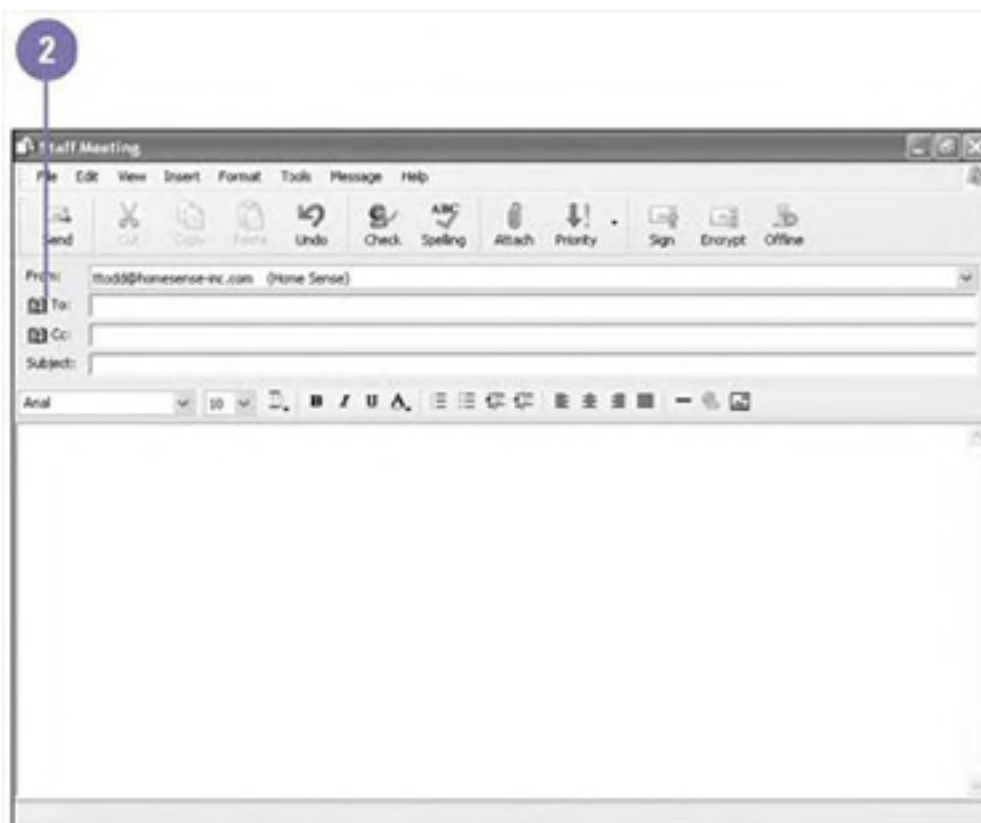 2
Staff Meeting
File Edit View Insert Format Tools Message Help
Send Cut Copy Paste Undo Check Spelling Attach Priority Sign Encrypt Offline
From: ttodd@homesense-inc.com (Home Sense)
To:
Cc:
Subject:
Arial 10 B I U A